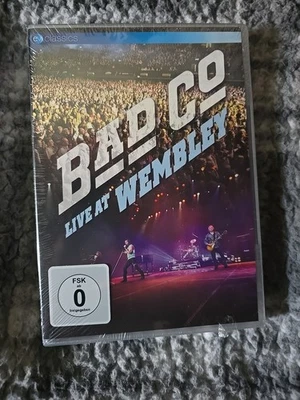 BAD CO
LIVE AT WEMBLEY
FSK
ab
0
freigegeben